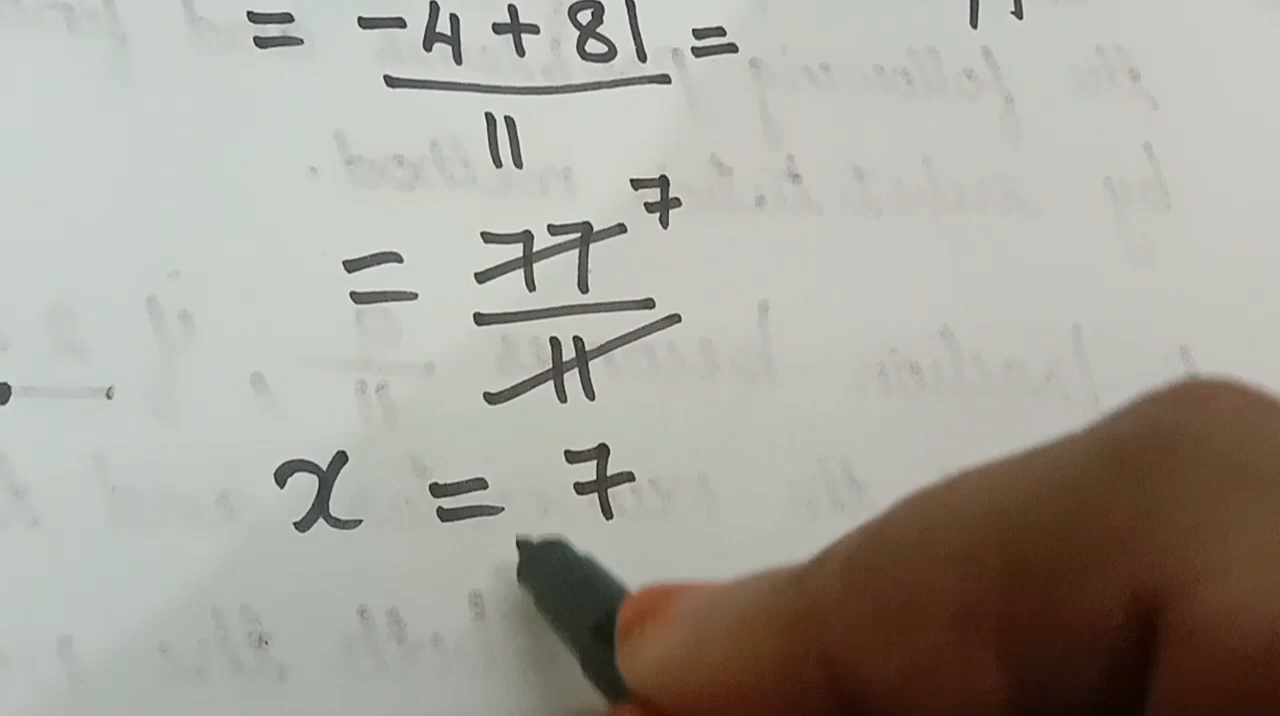 = -4 + 81 =
11
= 77 7
11
x = 7